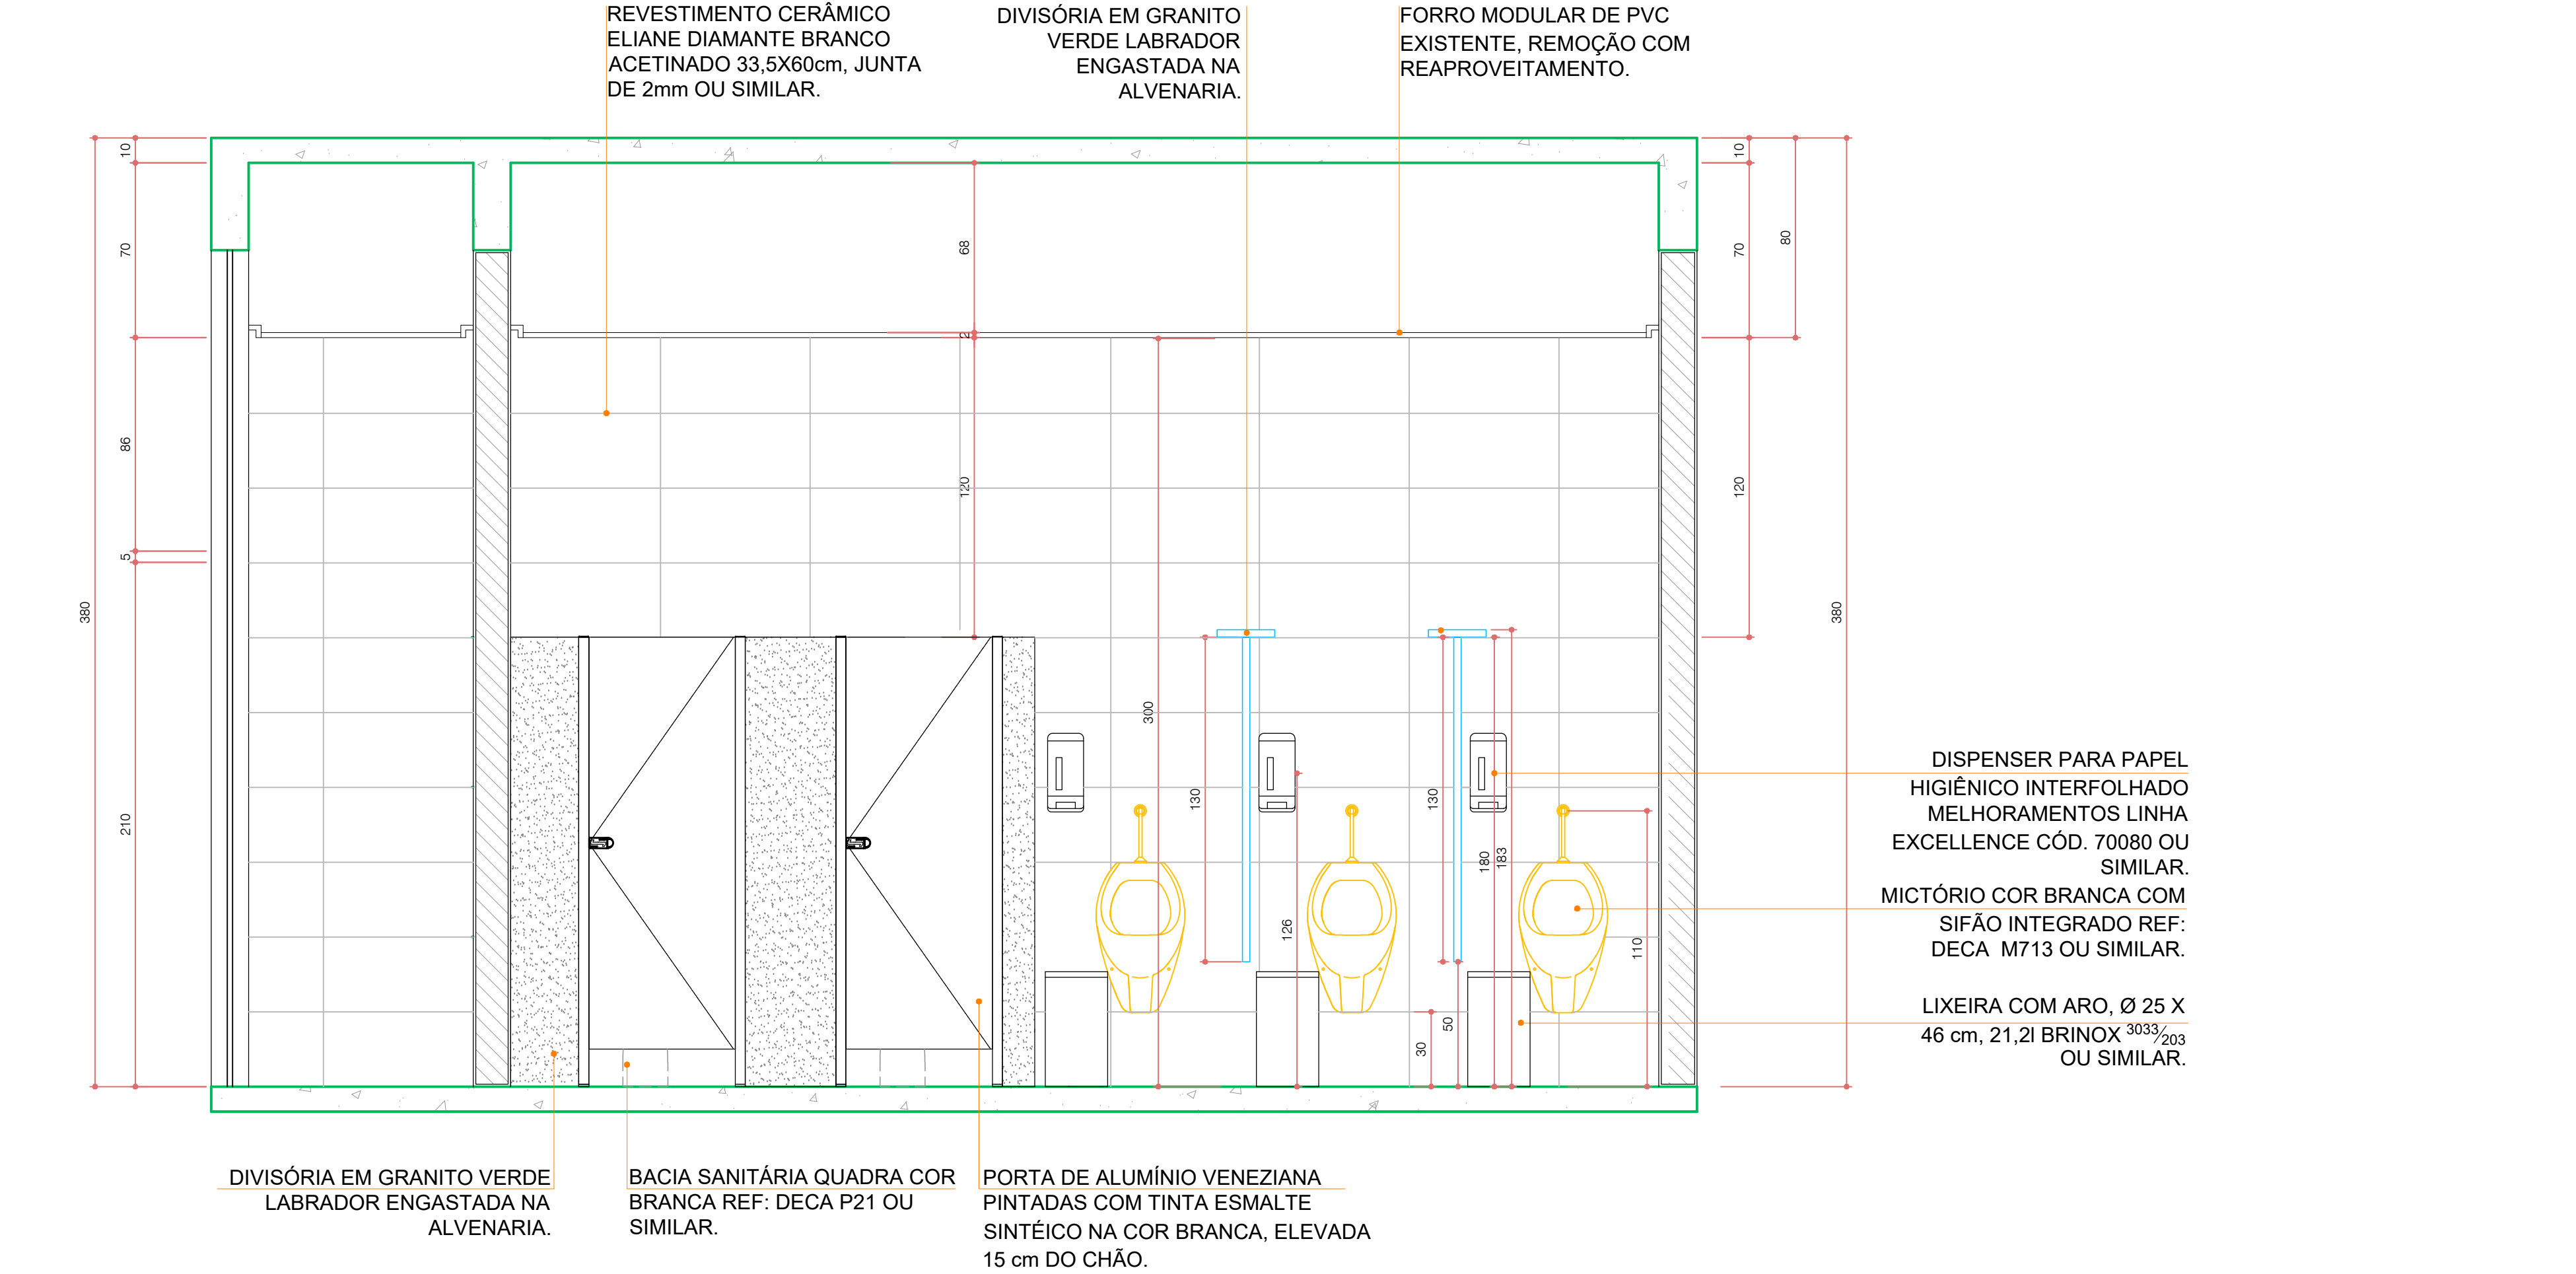 REVESTIMENTO CERÂMICO
ELIANE DIAMANTE BRANCO
ACETINADO 33,5X60cm, JUNTA
DE 2mm OU SIMILAR.
DIVISÓRIA EM GRANITO
VERDE LABRADOR
ENGASTADA NA
ALVENARIA.
FORRO MODULAR DE PVC
EXISTENTE, REMOÇÃO COM
REAPROVEITAMENTO.
10
70
86
5
210
380
68
2
120
300
130
126
130
180
183
50
30
110
10
70
80
120
380
DISPENSER PARA PAPEL
HIGIÊNICO INTERFOLHADO
MELHORAMENTOS LINHA
EXCELLENCE CÓD. 70080 OU
SIMILAR.
MICTÓRIO COR BRANCA COM
SIFÃO INTEGRADO REF:
DECA M713 OU SIMILAR.
LIXEIRA COM ARO, Ø 25 X
46 cm, 21,2l BRINOX 3033/203
OU SIMILAR.
DIVISÓRIA EM GRANITO VERDE
LABRADOR ENGASTADA NA
ALVENARIA.
BACIA SANITÁRIA QUADRA COR
BRANCA REF: DECA P21 OU
SIMILAR.
PORTA DE ALUMÍNIO VENEZIANA
PINTADAS COM TINTA ESMALTE
SINTÉICO NA COR BRANCA, ELEVADA
15 cm DO CHÃO.